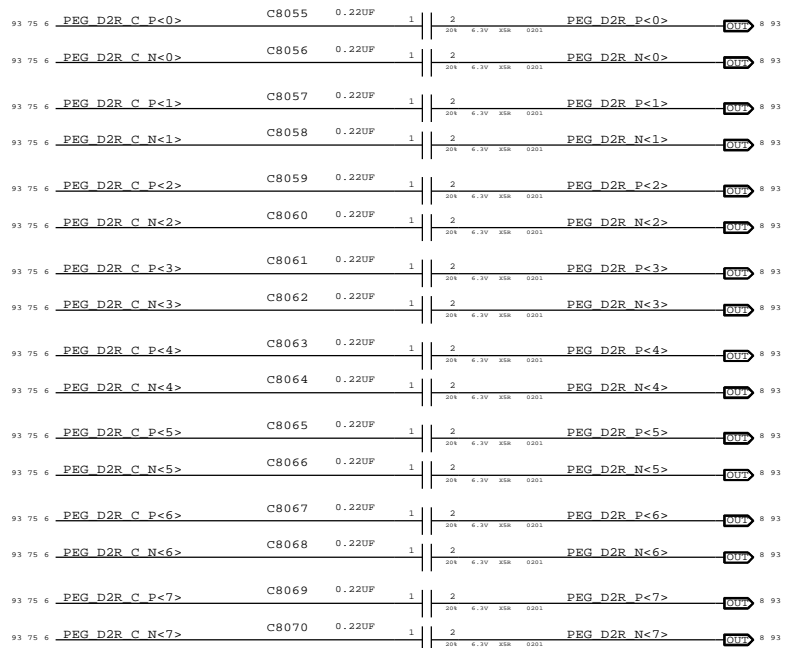 93 75 6 PEG_D2R_C_P<0> C8055 0.22UF 1 2 20% 6.3V X5R 0201 PEG_D2R_P<0> OUT 8 93
93 75 6 PEG_D2R_C_N<0> C8056 0.22UF 1 2 20% 6.3V X5R 0201 PEG_D2R_N<0> OUT 8 93
93 75 6 PEG_D2R_C_P<1> C8057 0.22UF 1 2 20% 6.3V X5R 0201 PEG_D2R_P<1> OUT 8 93
93 75 6 PEG_D2R_C_N<1> C8058 0.22UF 1 2 20% 6.3V X5R 0201 PEG_D2R_N<1> OUT 8 93
93 75 6 PEG_D2R_C_P<2> C8059 0.22UF 1 2 20% 6.3V X5R 0201 PEG_D2R_P<2> OUT 8 93
93 75 6 PEG_D2R_C_N<2> C8060 0.22UF 1 2 20% 6.3V X5R 0201 PEG_D2R_N<2> OUT 8 93
93 75 6 PEG_D2R_C_P<3> C8061 0.22UF 1 2 20% 6.3V X5R 0201 PEG_D2R_P<3> OUT 8 93
93 75 6 PEG_D2R_C_N<3> C8062 0.22UF 1 2 20% 6.3V X5R 0201 PEG_D2R_N<3> OUT 8 93
93 75 6 PEG_D2R_C_P<4> C8063 0.22UF 1 2 20% 6.3V X5R 0201 PEG_D2R_P<4> OUT 8 93
93 75 6 PEG_D2R_C_N<4> C8064 0.22UF 1 2 20% 6.3V X5R 0201 PEG_D2R_N<4> OUT 8 93
93 75 6 PEG_D2R_C_P<5> C8065 0.22UF 1 2 20% 6.3V X5R 0201 PEG_D2R_P<5> OUT 8 93
93 75 6 PEG_D2R_C_N<5> C8066 0.22UF 1 2 20% 6.3V X5R 0201 PEG_D2R_N<5> OUT 8 93
93 75 6 PEG_D2R_C_P<6> C8067 0.22UF 1 2 20% 6.3V X5R 0201 PEG_D2R_P<6> OUT 8 93
93 75 6 PEG_D2R_C_N<6> C8068 0.22UF 1 2 20% 6.3V X5R 0201 PEG_D2R_N<6> OUT 8 93
93 75 6 PEG_D2R_C_P<7> C8069 0.22UF 1 2 20% 6.3V X5R 0201 PEG_D2R_P<7> OUT 8 93
93 75 6 PEG_D2R_C_N<7> C8070 0.22UF 1 2 20% 6.3V X5R 0201 PEG_D2R_N<7> OUT 8 93